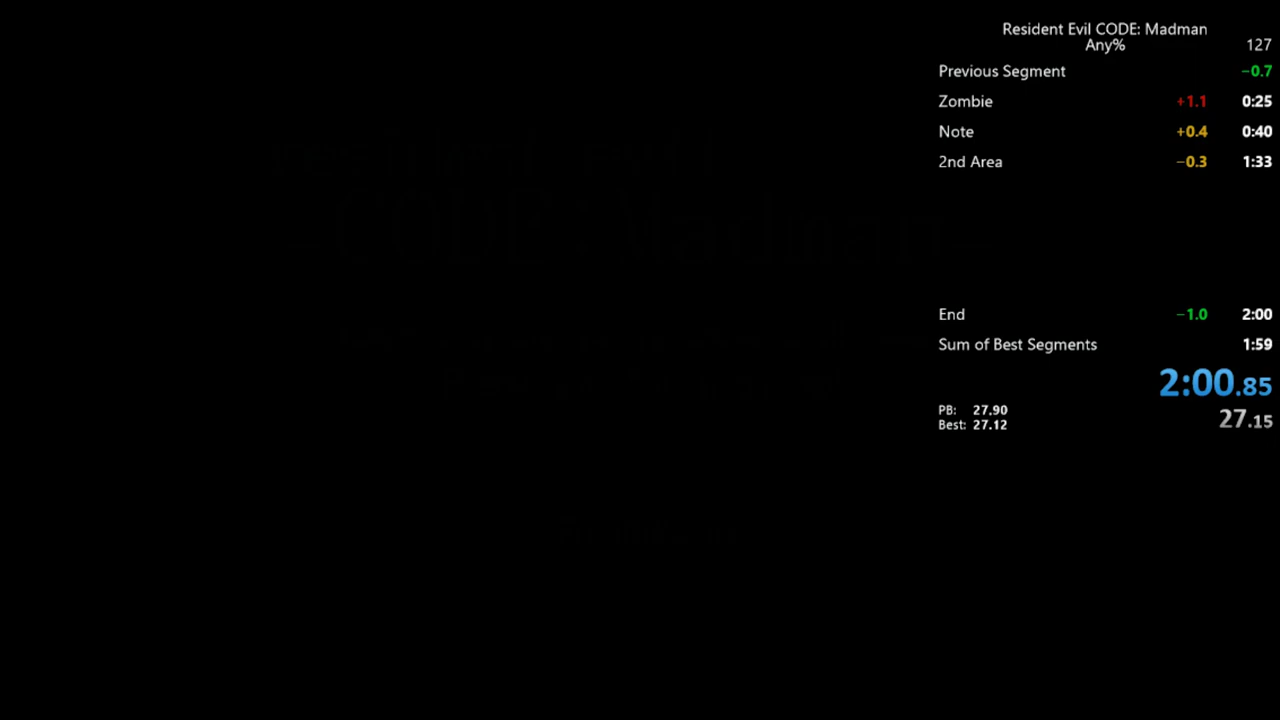 Resident Evil CODE: Madman
Any% 127
Previous Segment −0.7
Zombie +1.1 0:25
Note +0.4 0:40
2nd Area −0.3 1:33
CODE: Madman
End −1.0 2:00
Sum of Best Segments 1:59
2:00.85
PB: 27.90
Best: 27.12
27.15